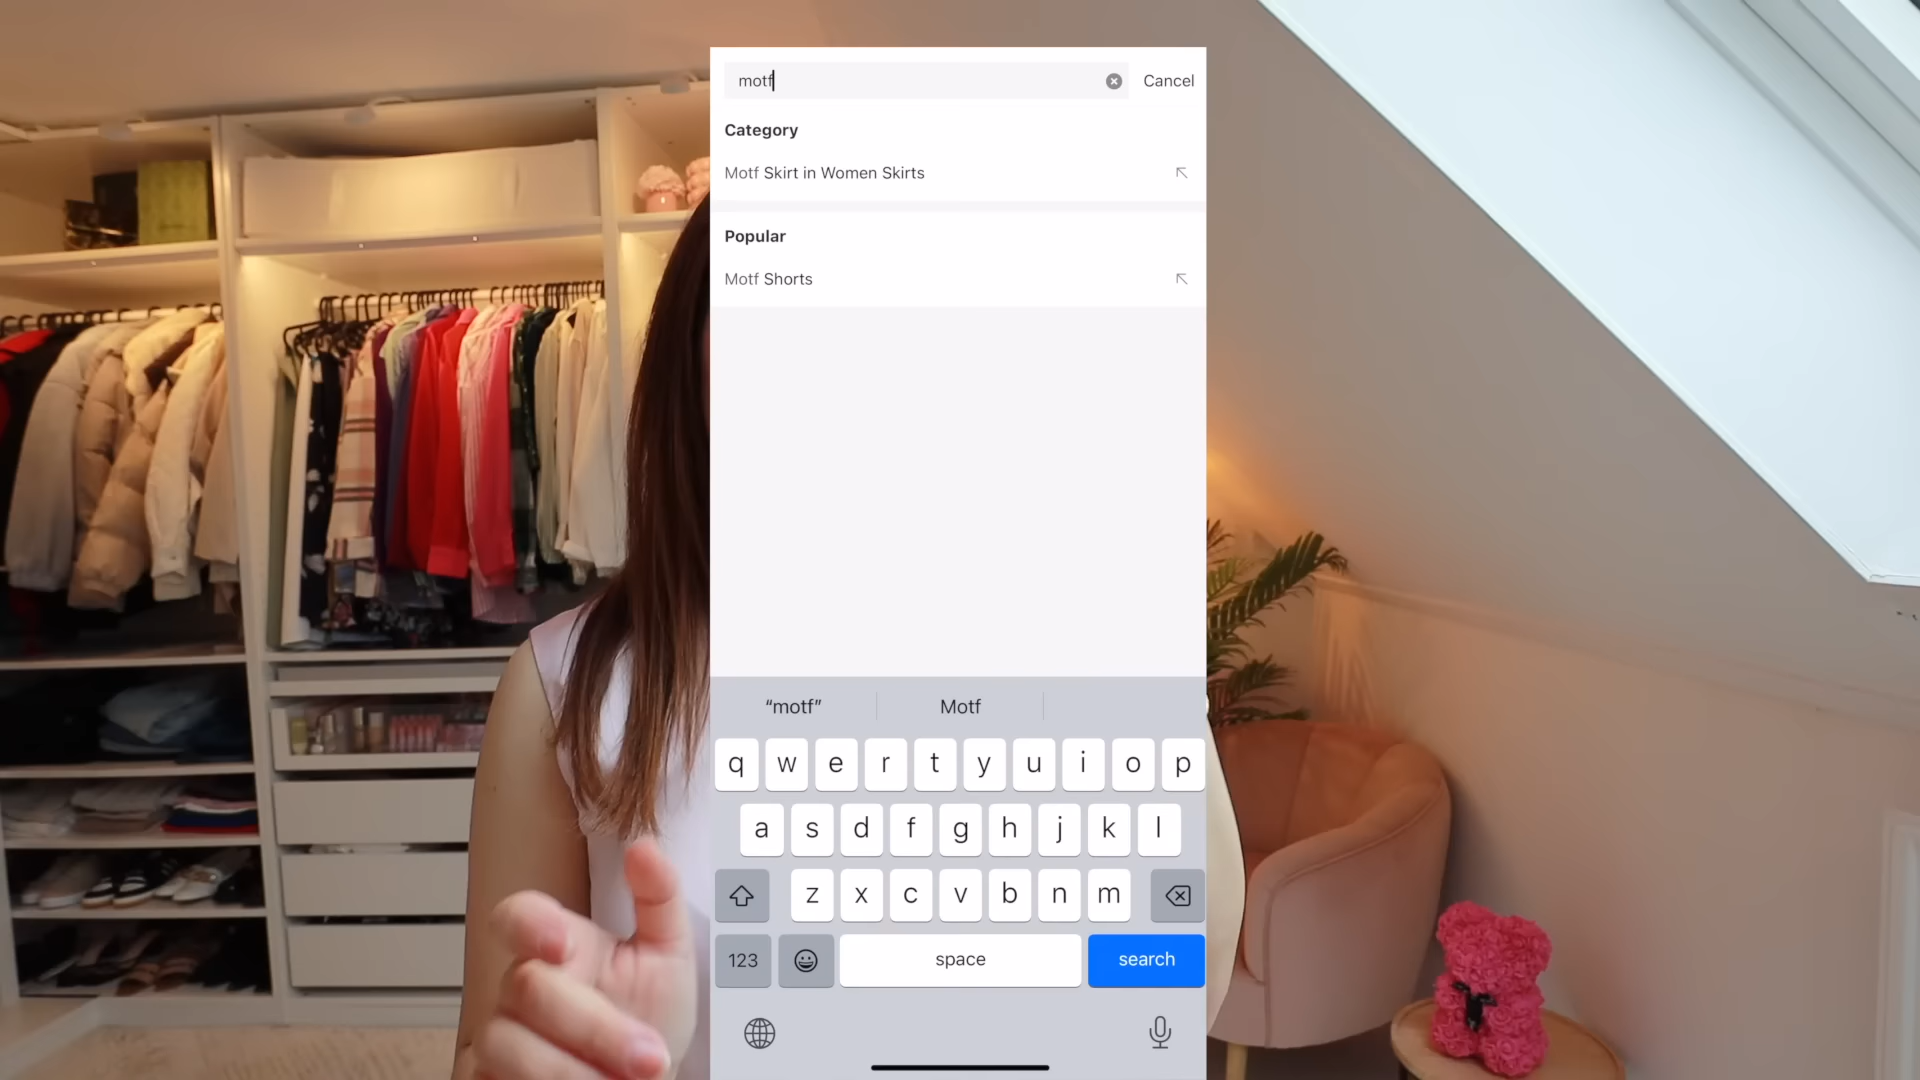 motf
Cancel
Category
Motf Skirt in Women Skirts
Popular
Motf Shorts
“motf”
Motf
q w e r t y u i o p
a s d f g h j k l
z x c v b n m
123
space
search